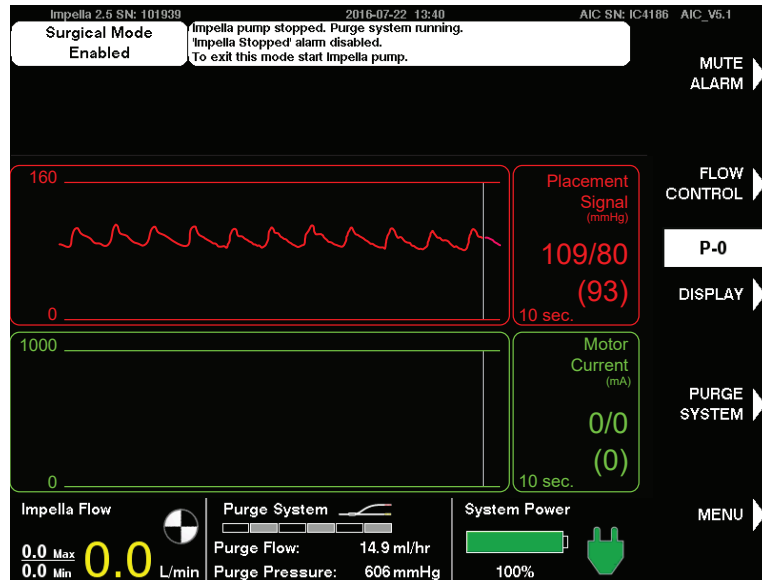 Impella 2.5 SN: 101939 2016-07-22 13:40 AIC SN: IC4186 AIC_V5.1
Surgical Mode
Enabled
Impella pump stopped. Purge system running.
'Impella Stopped' alarm disabled.
To exit this mode start Impella pump.
MUTE
ALARM
FLOW
CONTROL
P-0
DISPLAY
PURGE
SYSTEM
MENU
160
0
Placement
Signal
(mmHg)
109/80
(93)
10 sec.
1000
0
Motor
Current
(mA)
0/0
(0)
10 sec.
Impella Flow
0.0 Max
0.0 Min
0.0 L/min
Purge System
Purge Flow: 14.9 ml/hr
Purge Pressure: 606 mmHg
System Power
100%